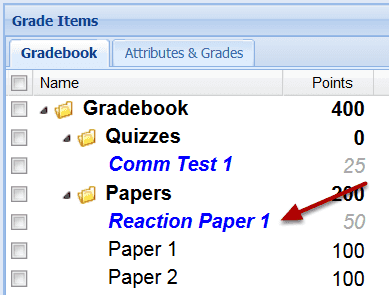 Grade Items
Gradebook Attributes & Grades
Name Points
Gradebook 400
Quizzes 0
Comm Test 1 25
Papers 200
Reaction Paper 1 50
Paper 1 100
Paper 2 100